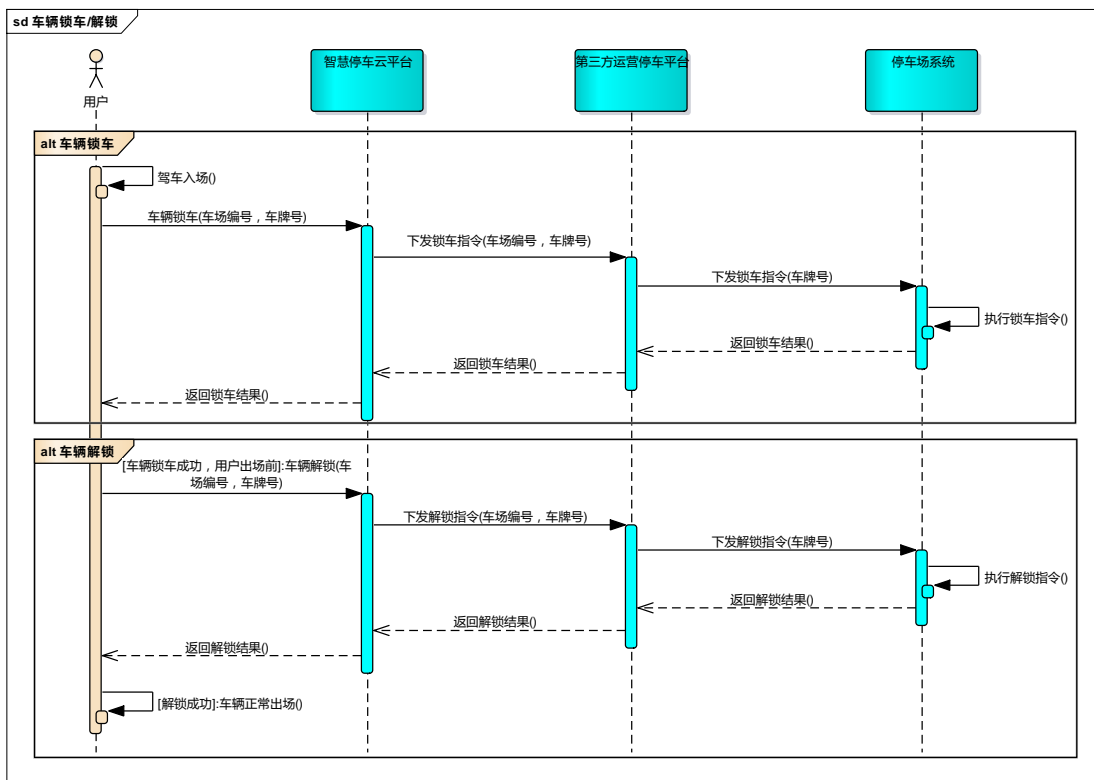 sd 车辆锁车/解锁
用户
智慧停车云平台
第三方运营停车平台
停车场系统
alt 车辆锁车
驾车入场()
车辆锁车(车场编号，车牌号)
下发锁车指令(车场编号，车牌号)
下发锁车指令(车牌号)
执行锁车指令()
返回锁车结果()
返回锁车结果()
返回锁车结果()
alt 车辆解锁
[车辆锁车成功，用户出场前]:车辆解锁(车
场编号，车牌号)
下发解锁指令(车场编号，车牌号)
下发解锁指令(车牌号)
执行解锁指令()
返回解锁结果()
返回解锁结果()
返回解锁结果()
[解锁成功]:车辆正常出场()